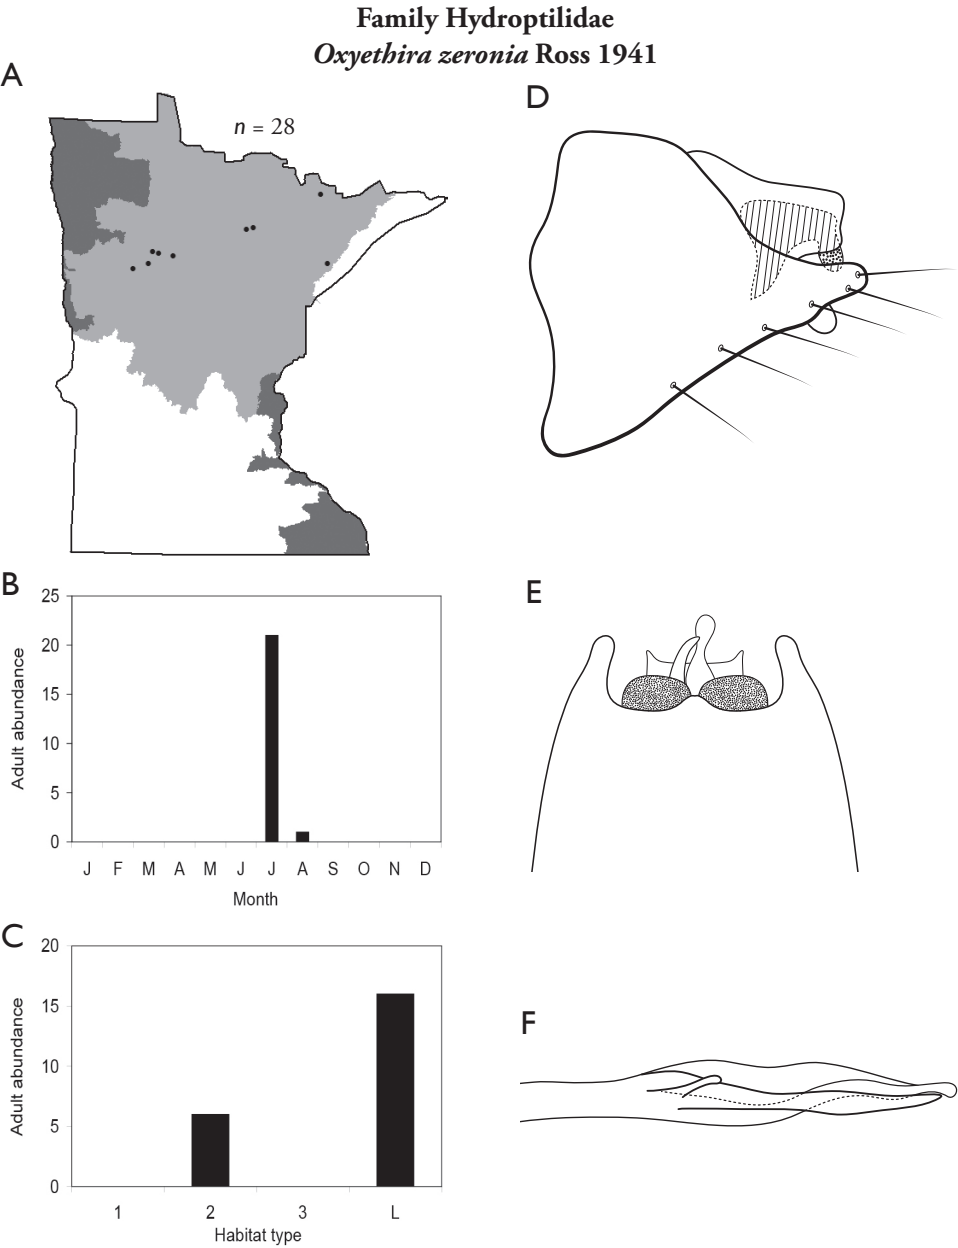 Family Hydroptilidae
Oxyethira zeronia Ross 1941
A
n = 28
B
25
20
15
10
5
0
Adult abundance
J F M A M J J A S O N D
Month
C
20
15
10
5
0
Adult abundance
1 2 3 L
Habitat type
D
E
F